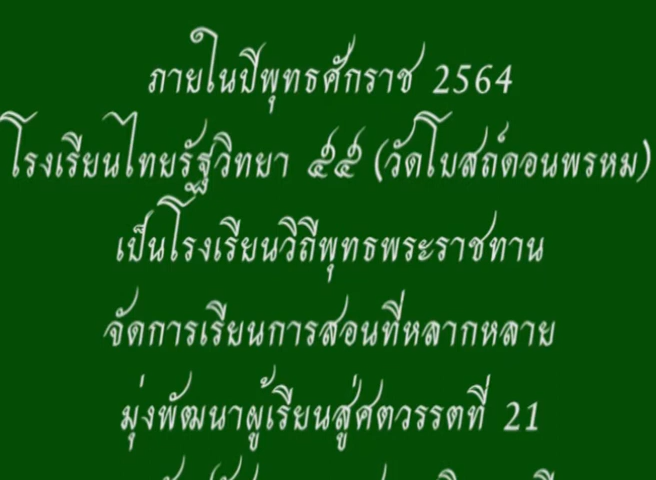 ภายในปีพุทธศักราช 2564
โรงเรียนไทยรัฐวิทยา ๕๕ (วัดโบสถ์ดอนพรหม)
เป็นโรงเรียนวิถีพุทธพระราชทาน
จัดการเรียนการสอนที่หลากหลาย
มุ่งพัฒนาผู้เรียนสู่ศตวรรตที่ 21